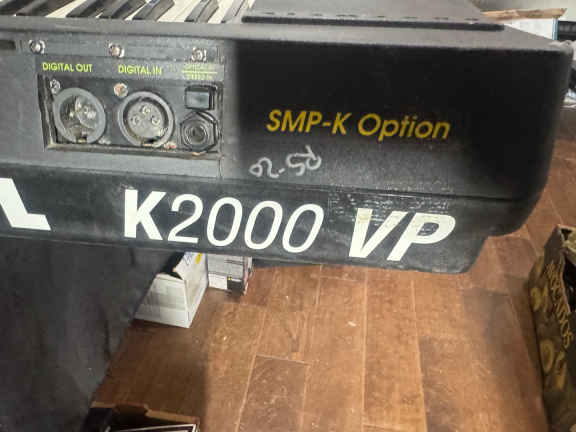 DIGITAL OUT
DIGITAL IN
SMP-K Option
K2000 VP